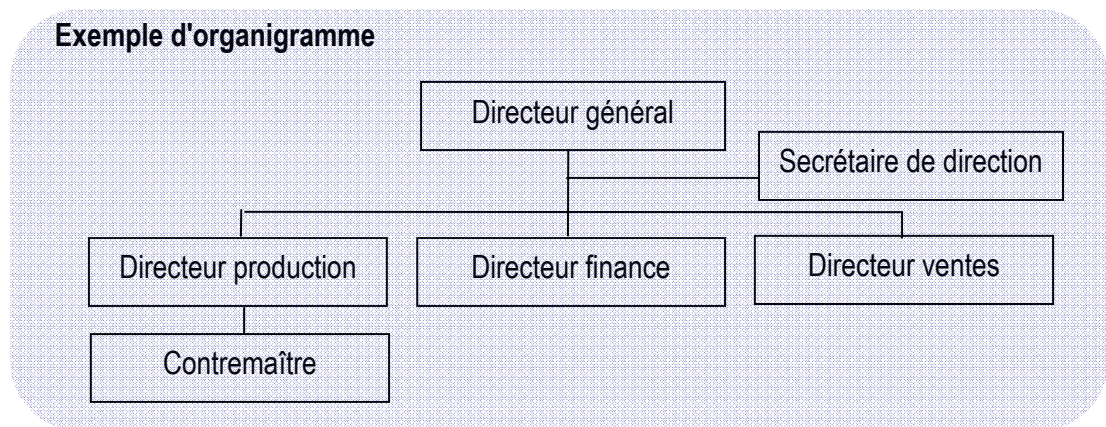 Exemple d'organigramme
Directeur général
Secrétaire de direction
Directeur production
Directeur finance
Directeur ventes
Contremaître